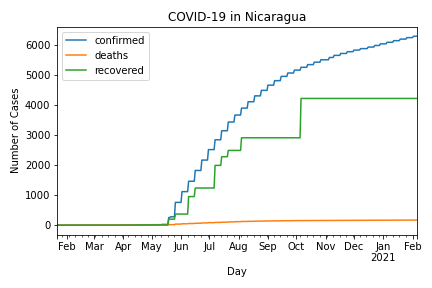 COVID-19 in Nicaragua
confirmed
deaths
recovered
Number of Cases
6000
5000
4000
3000
2000
1000
0
Feb Mar Apr May Jun Jul Aug Sep Oct Nov Dec Jan Feb
2021
Day